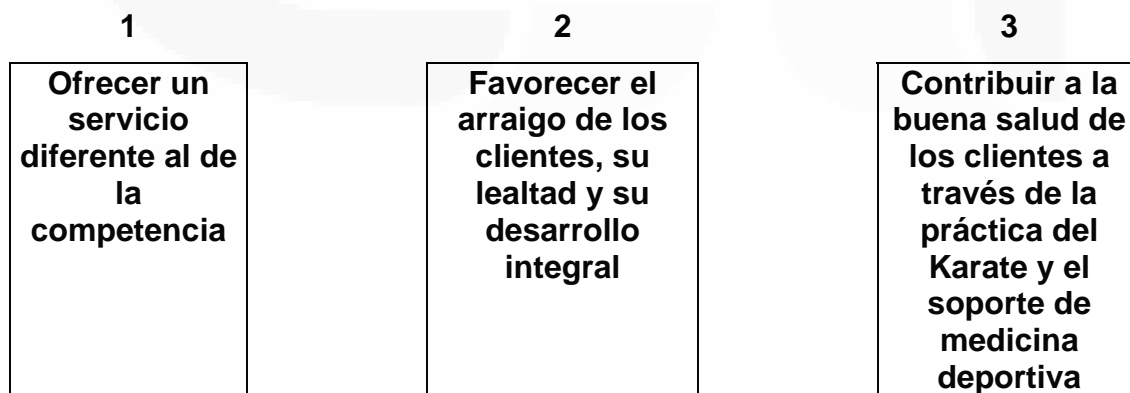 1
2
3
Ofrecer un
servicio
diferente al de
la
competencia
Favorecer el
arraigo de los
clientes, su
lealtad y su
desarrollo
integral
Contribuir a la
buena salud de
los clientes a
través de la
práctica del
Karate y el
soporte de
medicina
deportiva